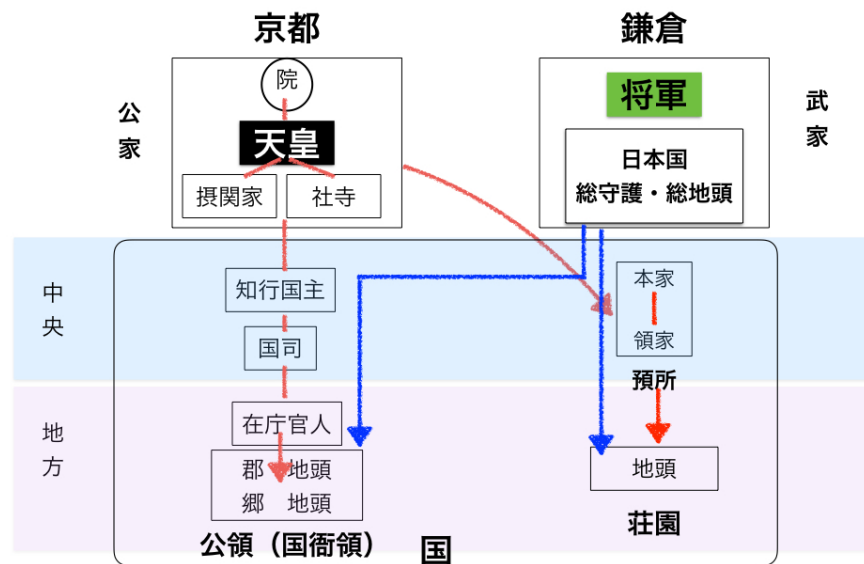 京都
鎌倉
公家
院
天皇
摂関家
社寺
将軍
日本国
総守護・総地頭
武家
中央
知行国主
国司
本家
領家
預所
地方
在庁官人
郡 地頭
郷 地頭
地頭
公領（国衙領）
国
荘園